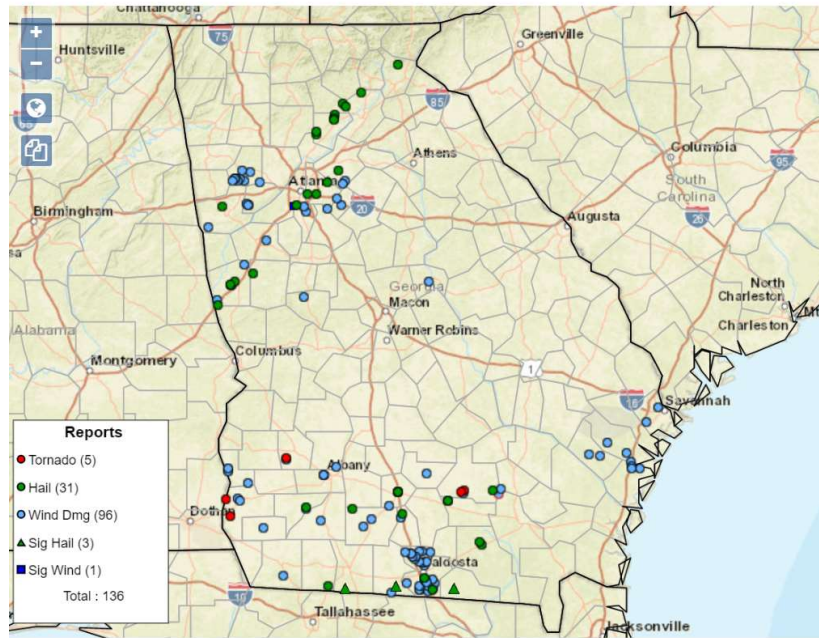 +
−
Chattanooga
75
Huntsville
Greenville
85
Athens
Columbia
95
South
Carolina
26
Atlanta
20
Birmingham
Augusta
North
Charleston
Georgia
Macon
Charleston
Alabama
Warner Robins
Montgomery
Columbus
1
16
Savannah
Reports
Tornado (5)
Hail (31)
Wind Dmg (96)
Sig Hail (3)
Sig Wind (1)
Total : 136
Albany
Dothan
Valdosta
10
Tallahassee
Jacksonville